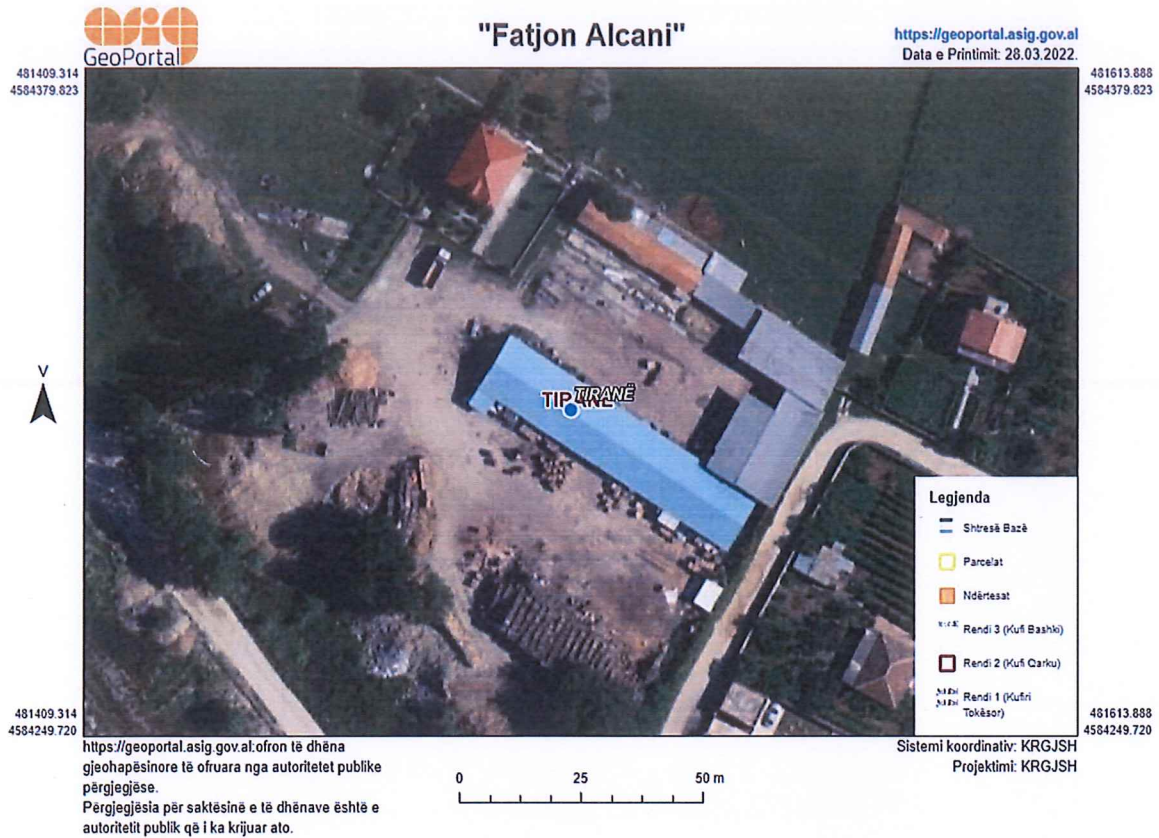 asig
GeoPortal
"Fatjon Alcani"
https://geoportal.asig.gov.al
Data e Printimit: 28.03.2022.
481409.314
4584379.823
481613.888
4584379.823
V
TIRANË
TIRANË
Legjenda
Shtresë Bazë
Parcelat
Ndërtesat
Rendi 3 (Kufi Bashki)
Rendi 2 (Kufi Qarku)
Rendi 1 (Kufiri
Tokësor)
481409.314
4584249.720
481613.888
4584249.720
https://geoportal.asig.gov.al:ofron të dhëna
gjeohapësinore të ofruara nga autoritetet publike
përgjegjëse.
Përgjegjësia për saktësinë e të dhënave është e
autoritetit publik që i ka krijuar ato.
0 25 50 m
Sistemi koordinativ: KRGJSH
Projektimi: KRGJSH